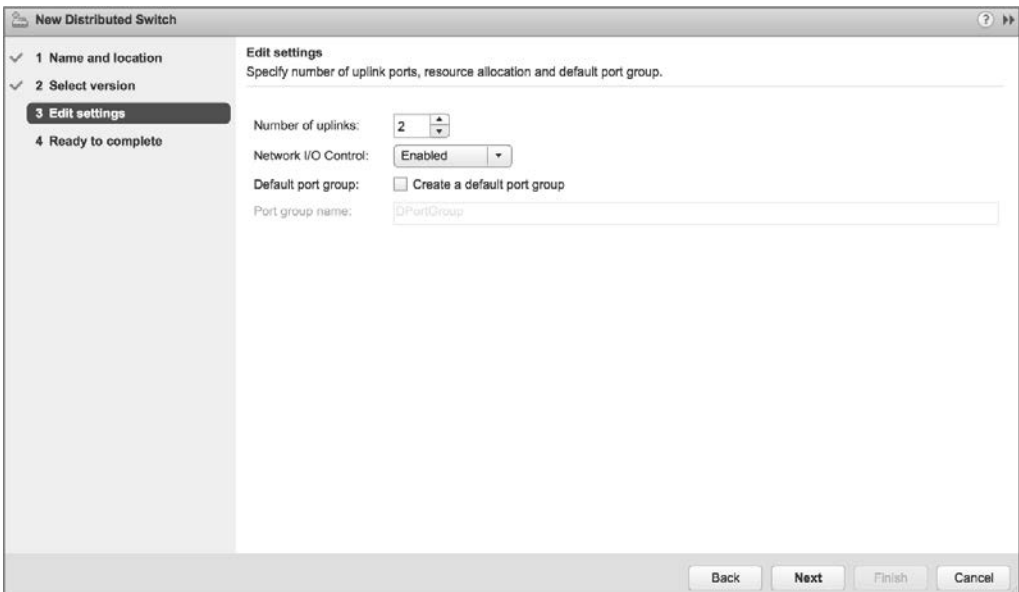 New Distributed Switch
1 Name and location
2 Select version
3 Edit settings
4 Ready to complete
Edit settings
Specify number of uplink ports, resource allocation and default port group.
Number of uplinks: 2
Network I/O Control: Enabled
Default port group: Create a default port group
Port group name: DPortGroup
Back Next Finish Cancel